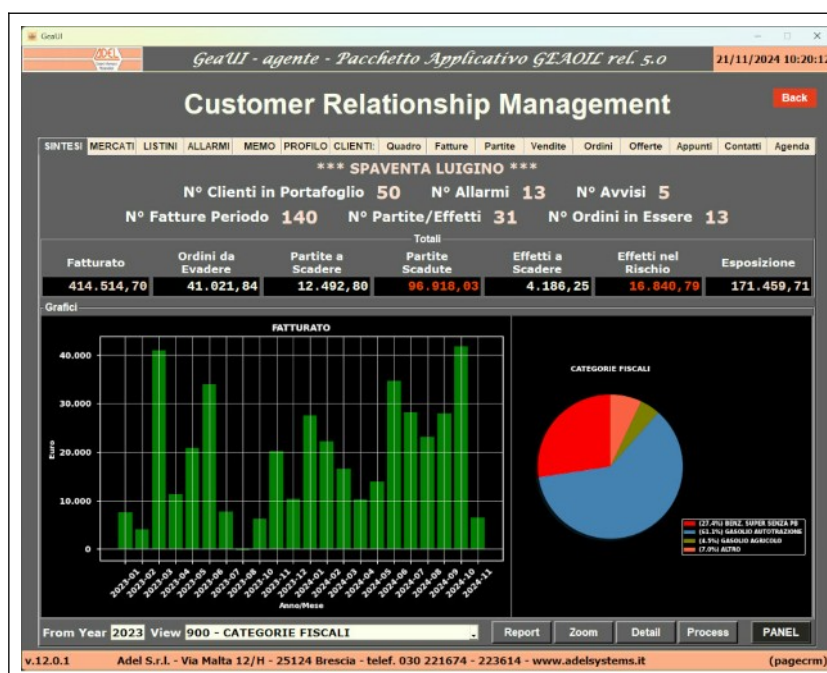 GeaUI
ADEL
GeaUI - agente - Pacchetto Applicativo GEAOIL rel. 5.0
21/11/2024 10:20:12
Customer Relationship Management
Back
SINTESI MERCATI LISTINI ALLARMI MEMO PROFILO CLIENTI: Quadro Fatture Partite Vendite Ordini Offerte Appunti Contatti Agenda
*** SPAVENTA LUIGINO ***
N° Clienti in Portafoglio 50 N° Allarmi 13 N° Avvisi 5
N° Fatture Periodo 140 N° Partite/Effetti 31 N° Ordini in Essere 13
Totali
Fatturato Ordini da Evadere Partite a Scadere Partite Scadute Effetti a Scadere Effetti nel Rischio Esposizione
414.514,70 41.021,84 12.492,80 96.918,03 4.186,25 16.840,79 171.459,71
Grafici
FATTURATO
40.000
30.000
20.000
10.000
0
Euro
2023-01 2023-02 2023-03 2023-04 2023-05 2023-06 2023-07 2023-08 2023-10 2023-11 2023-12 2024-01 2024-02 2024-03 2024-04 2024-05 2024-06 2024-07 2024-08 2024-09 2024-10 2024-11
Anno/Mese
CATEGORIE FISCALI
(27.4%) BENZ. SUPER SENZA PB
(61.1%) GASOLIO AUTOTRAZIONE
(4.5%) GASOLIO AGRICOLO
(7.0%) ALTRO
From Year 2023 View 900 - CATEGORIE FISCALI
Report Zoom Detail Process PANEL
v.12.0.1 Adel S.r.l. - Via Malta 12/H - 25124 Brescia - telef. 030 221674 - 223614 - www.adelsystems.it (pagecrm)